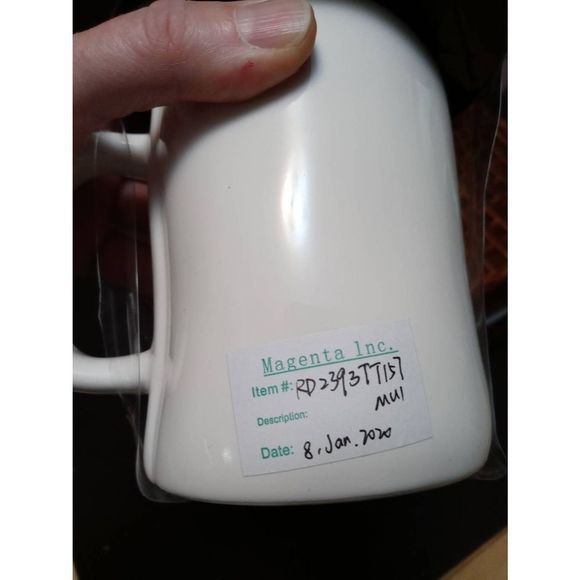 Magenta Inc.
Item #: RD2393TT157
MU1
Description:
Date: 8, Jan. 2020